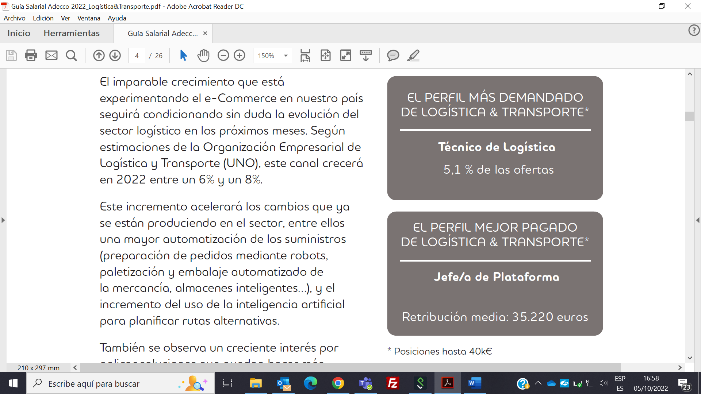 Guía Salarial Adecco 2022_Logística&Transporte.pdf - Adobe Acrobat Reader DC
Archivo Edición Ver Ventana Ayuda
Inicio Herramientas Guía Salarial Adecc... ×
4 / 26 150%
El imparable crecimiento que está
experimentando el e-Commerce en nuestro país
seguirá condicionando sin duda la evolución del
sector logístico en los próximos meses. Según
estimaciones de la Organización Empresarial de
Logística y Transporte (UNO), este canal crecerá
en 2022 entre un 6% y un 8%.
Este incremento acelerará los cambios que ya
se están produciendo en el sector, entre ellos
una mayor automatización de los suministros
(preparación de pedidos mediante robots,
paletización y embalaje automatizado de
la mercancía, almacenes inteligentes...), y el
incremento del uso de la inteligencia artificial
para planificar rutas alternativas.
También se observa un creciente interés por
EL PERFIL MÁS DEMANDADO
DE LOGÍSTICA & TRANSPORTE*
Técnico de Logística
5,1 % de las ofertas
EL PERFIL MEJOR PAGADO
DE LOGÍSTICA & TRANSPORTE*
Jefe/a de Plataforma
Retribución media: 35.220 euros
* Posiciones hasta 40k€
210 x 297 mm
Escribe aquí para buscar
ESP
ES
16:58
05/10/2022
23